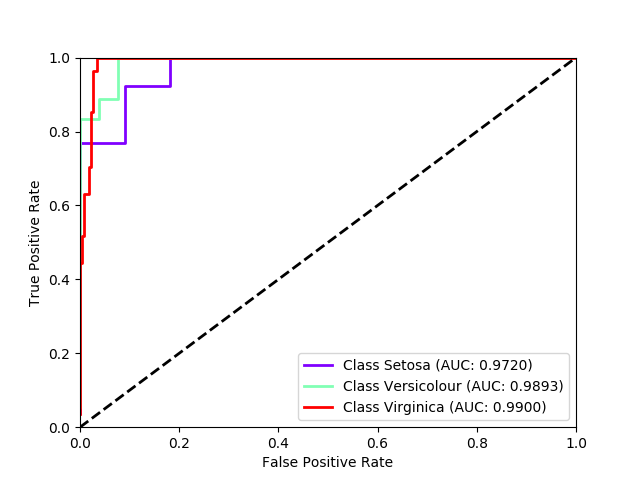 1.0
0.8
0.6
0.4
0.2
0.0
True Positive Rate
Class Setosa (AUC: 0.9720)
Class Versicolour (AUC: 0.9893)
Class Virginica (AUC: 0.9900)
0.0 0.2 0.4 0.6 0.8 1.0
False Positive Rate